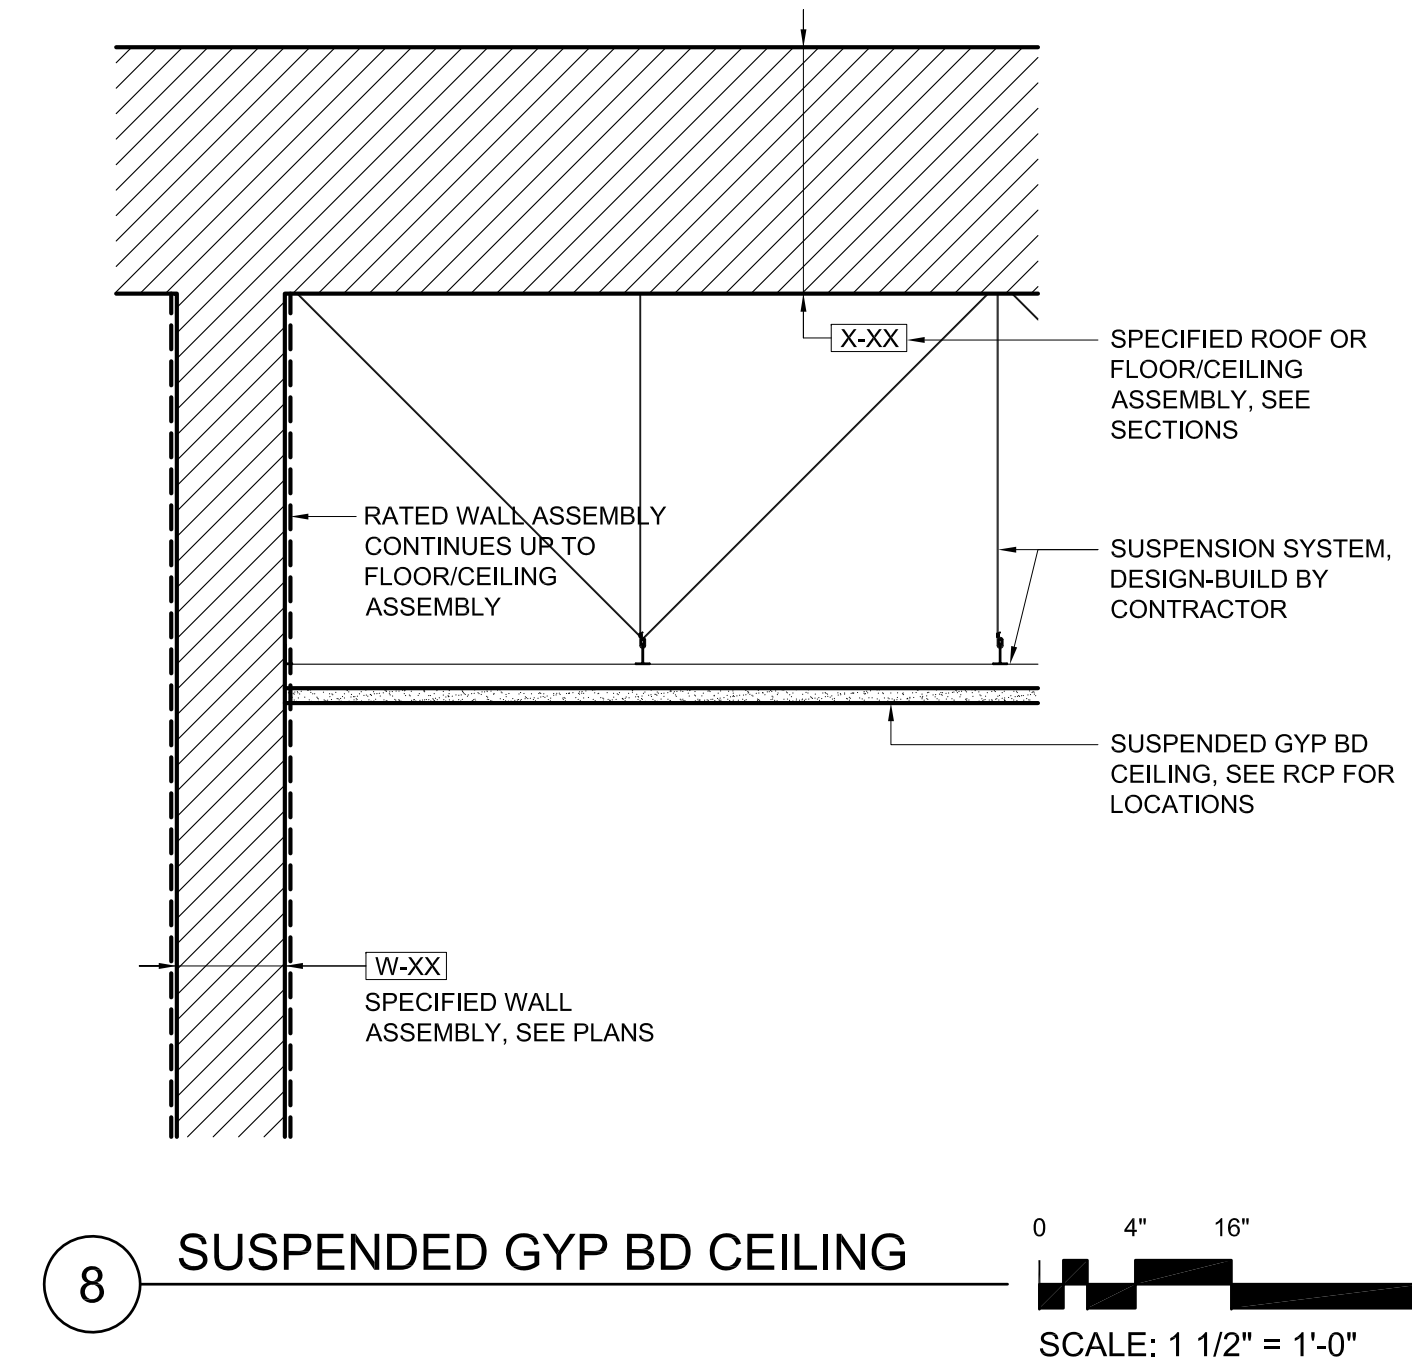 X-XX
SPECIFIED ROOF OR
FLOOR/CEILING
ASSEMBLY, SEE
SECTIONS
RATED WALL ASSEMBLY
CONTINUES UP TO
FLOOR/CEILING
ASSEMBLY
SUSPENSION SYSTEM,
DESIGN-BUILD BY
CONTRACTOR
SUSPENDED GYP BD
CEILING, SEE RCP FOR
LOCATIONS
W-XX
SPECIFIED WALL
ASSEMBLY, SEE PLANS
8
SUSPENDED GYP BD CEILING
0 4" 16"
SCALE: 1 1/2" = 1'-0"